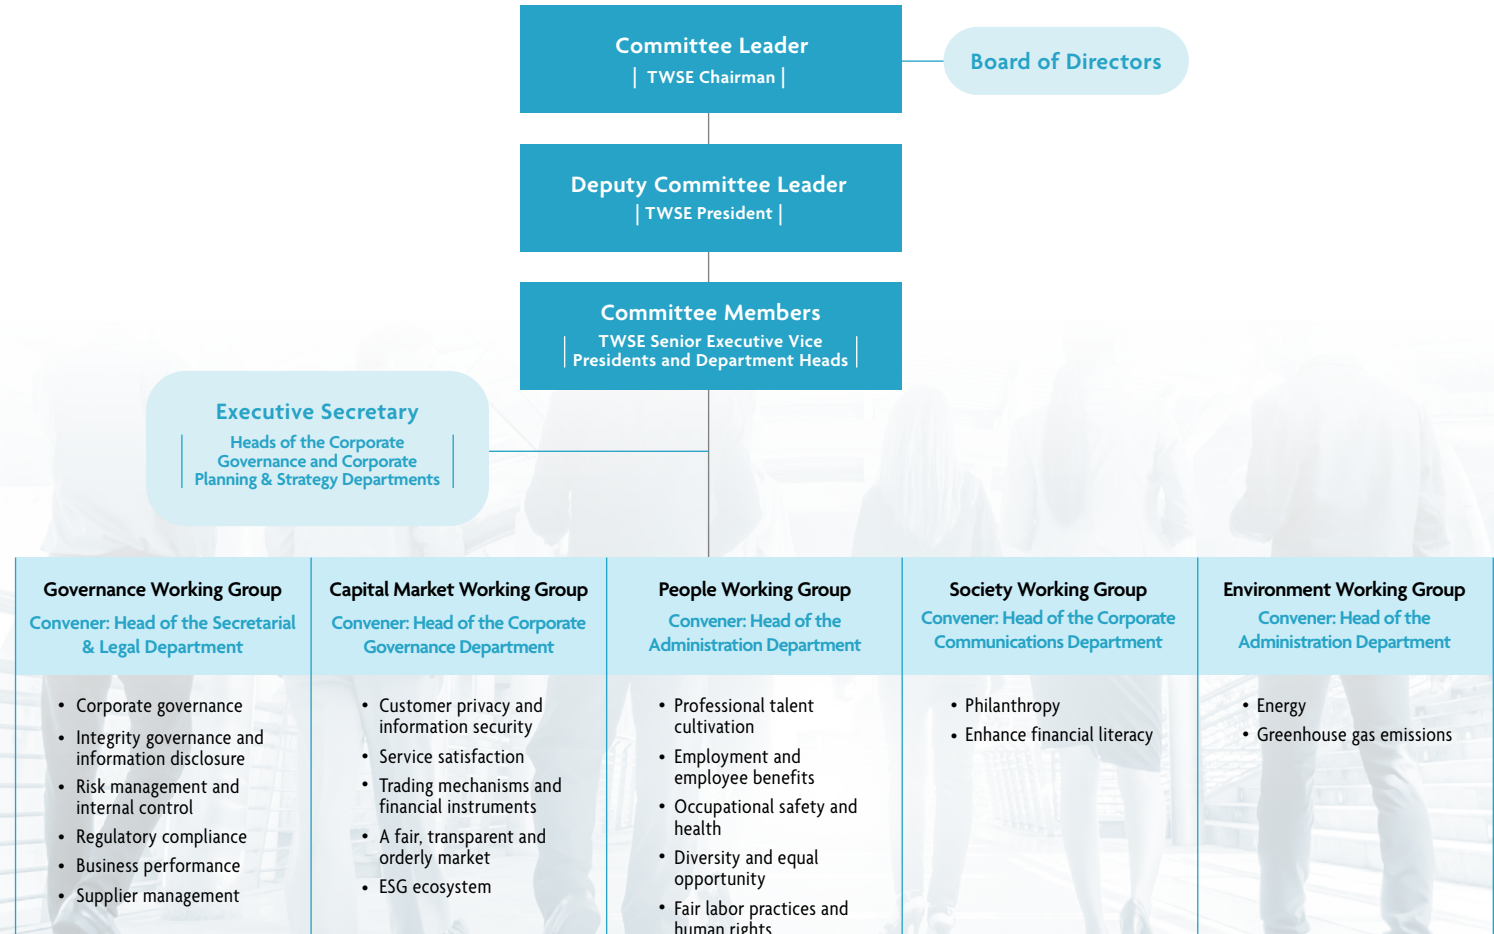 Committee Leader
TWSE Chairman
Board of Directors
Deputy Committee Leader
TWSE President
Committee Members
TWSE Senior Executive Vice
Presidents and Department Heads
Executive Secretary
Heads of the Corporate
Governance and Corporate
Planning & Strategy Departments
Governance Working Group
Convener: Head of the Secretarial
& Legal Department
• Corporate governance
• Integrity governance and
information disclosure
• Risk management and
internal control
• Regulatory compliance
• Business performance
• Supplier management
Capital Market Working Group
Convener: Head of the Corporate
Governance Department
• Customer privacy and
information security
• Service satisfaction
• Trading mechanisms and
financial instruments
• A fair, transparent and
orderly market
• ESG ecosystem
People Working Group
Convener: Head of the
Administration Department
• Professional talent
cultivation
• Employment and
employee benefits
• Occupational safety and
health
• Diversity and equal
opportunity
• Fair labor practices and
human rights
Society Working Group
Convener: Head of the Corporate
Communications Department
• Philanthropy
• Enhance financial literacy
Environment Working Group
Convener: Head of the
Administration Department
• Energy
• Greenhouse gas emissions